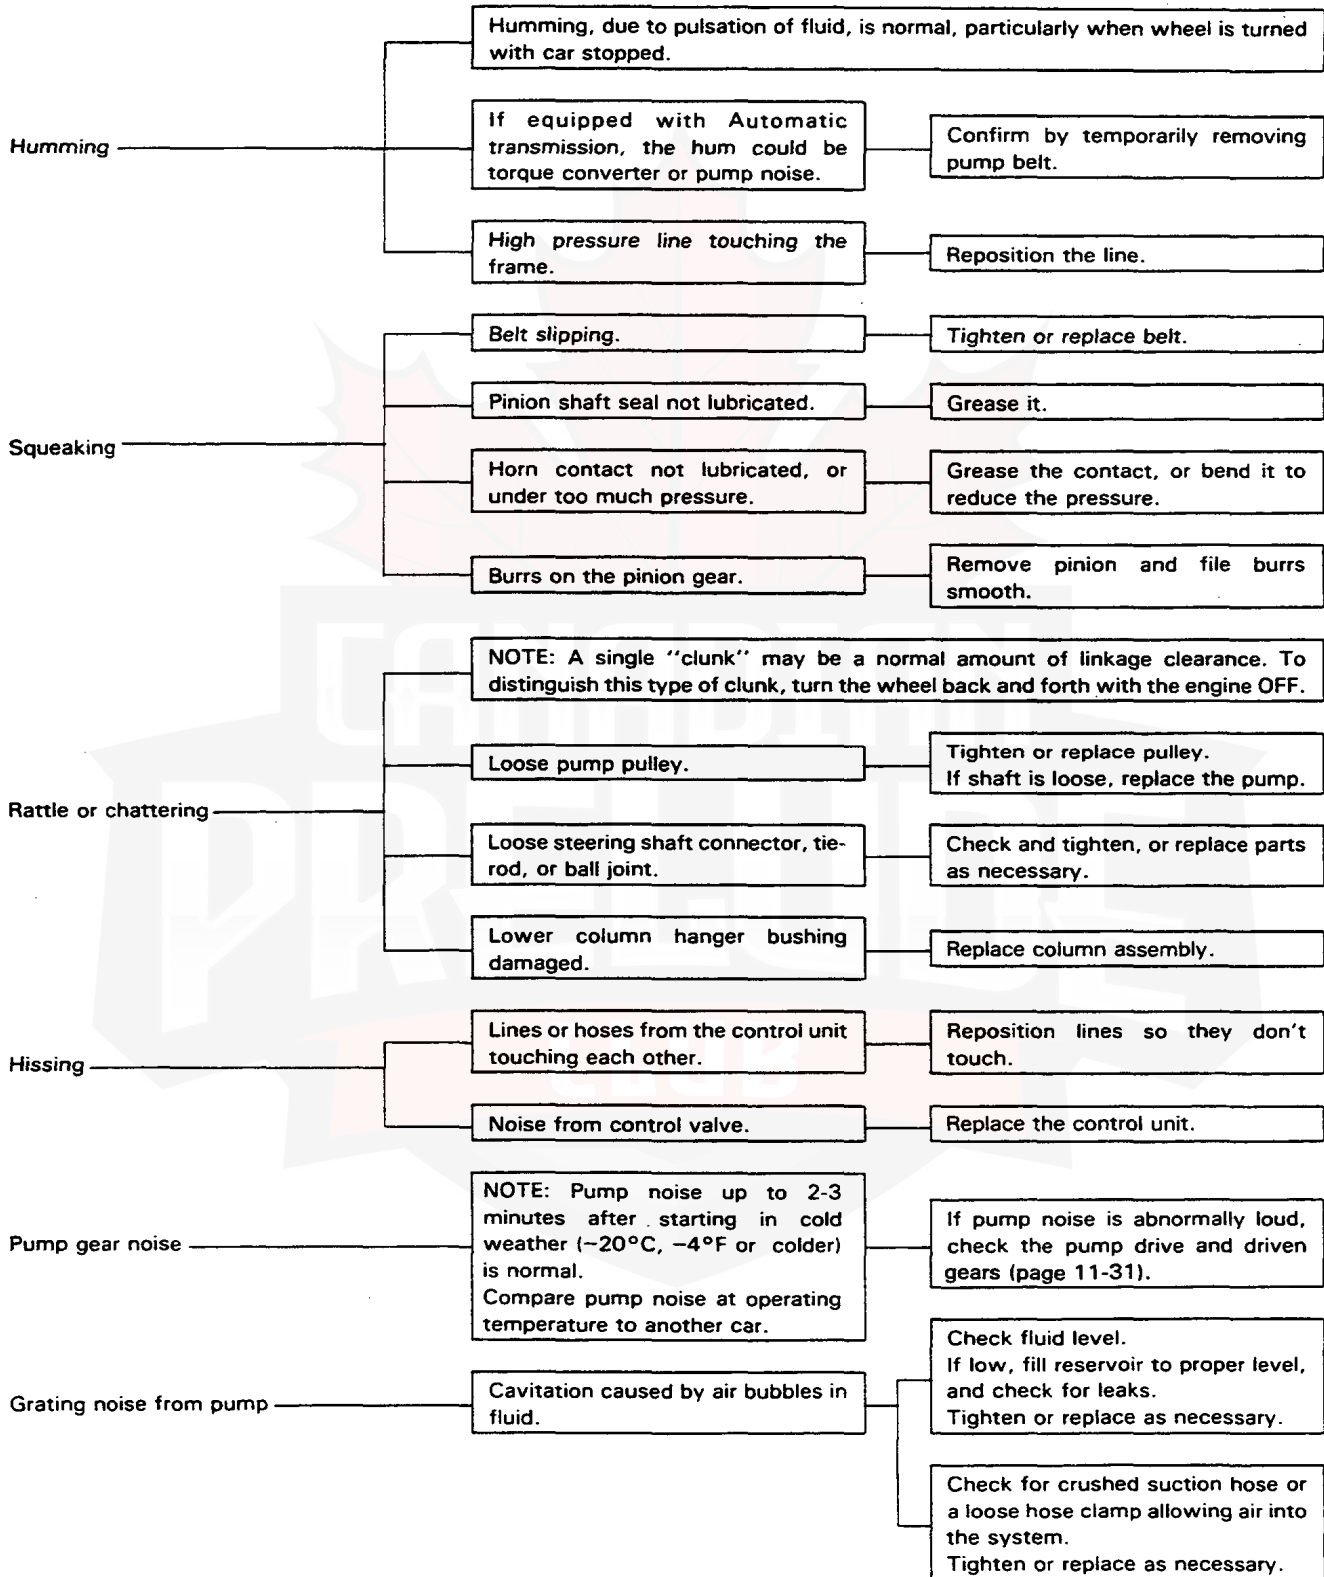 Humming, due to pulsation of fluid, is normal, particularly when wheel is turned
with car stopped.
Humming
If equipped with Automatic
transmission, the hum could be
torque converter or pump noise.
Confirm by temporarily removing
pump belt.
High pressure line touching the
frame.
Reposition the line.
Squeaking
Belt slipping.
Tighten or replace belt.
Pinion shaft seal not lubricated.
Grease it.
Horn contact not lubricated, or
under too much pressure.
Grease the contact, or bend it to
reduce the pressure.
Burrs on the pinion gear.
Remove pinion and file burrs
smooth.
Rattle or chattering
NOTE: A single "clunk" may be a normal amount of linkage clearance. To
distinguish this type of clunk, turn the wheel back and forth with the engine OFF.
Loose pump pulley.
Tighten or replace pulley.
If shaft is loose, replace the pump.
Loose steering shaft connector, tie-
rod, or ball joint.
Check and tighten, or replace parts
as necessary.
Lower column hanger bushing
damaged.
Replace column assembly.
Hissing
Lines or hoses from the control unit
touching each other.
Reposition lines so they don't
touch.
Noise from control valve.
Replace the control unit.
Pump gear noise
NOTE: Pump noise up to 2-3
minutes after starting in cold
weather (−20°C, −4°F or colder)
is normal.
Compare pump noise at operating
temperature to another car.
If pump noise is abnormally loud,
check the pump drive and driven
gears (page 11-31).
Grating noise from pump
Cavitation caused by air bubbles in
fluid.
Check fluid level.
If low, fill reservoir to proper level,
and check for leaks.
Tighten or replace as necessary.
Check for crushed suction hose or
a loose hose clamp allowing air into
the system.
Tighten or replace as necessary.
CANADIAN
PRELUDE
CLUB